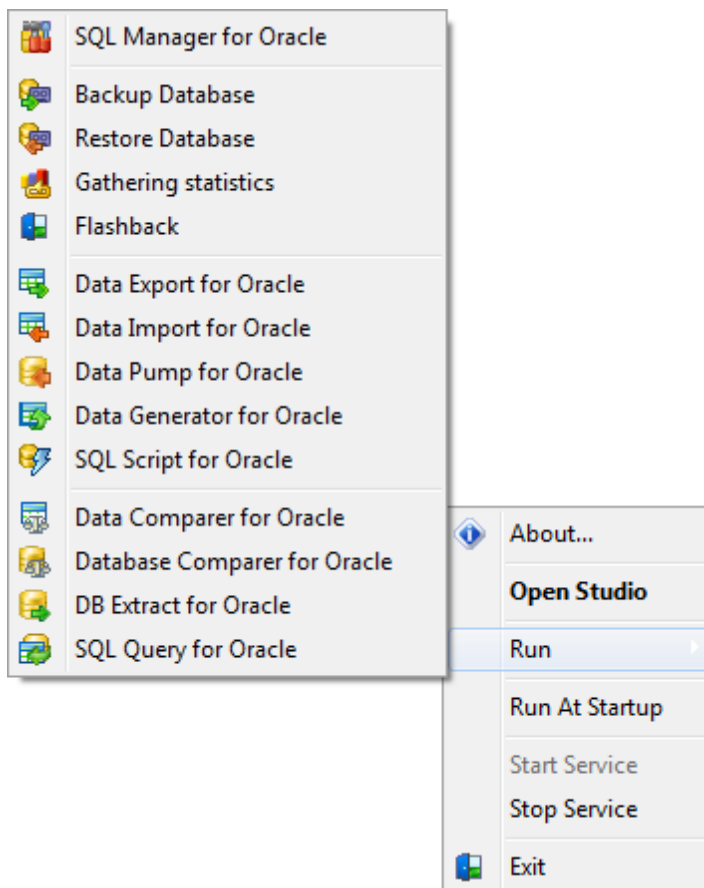 SQL Manager for Oracle
Backup Database
Restore Database
Gathering statistics
Flashback
Data Export for Oracle
Data Import for Oracle
Data Pump for Oracle
Data Generator for Oracle
SQL Script for Oracle
Data Comparer for Oracle
Database Comparer for Oracle
DB Extract for Oracle
SQL Query for Oracle
About...
Open Studio
Run
Run At Startup
Start Service
Stop Service
Exit